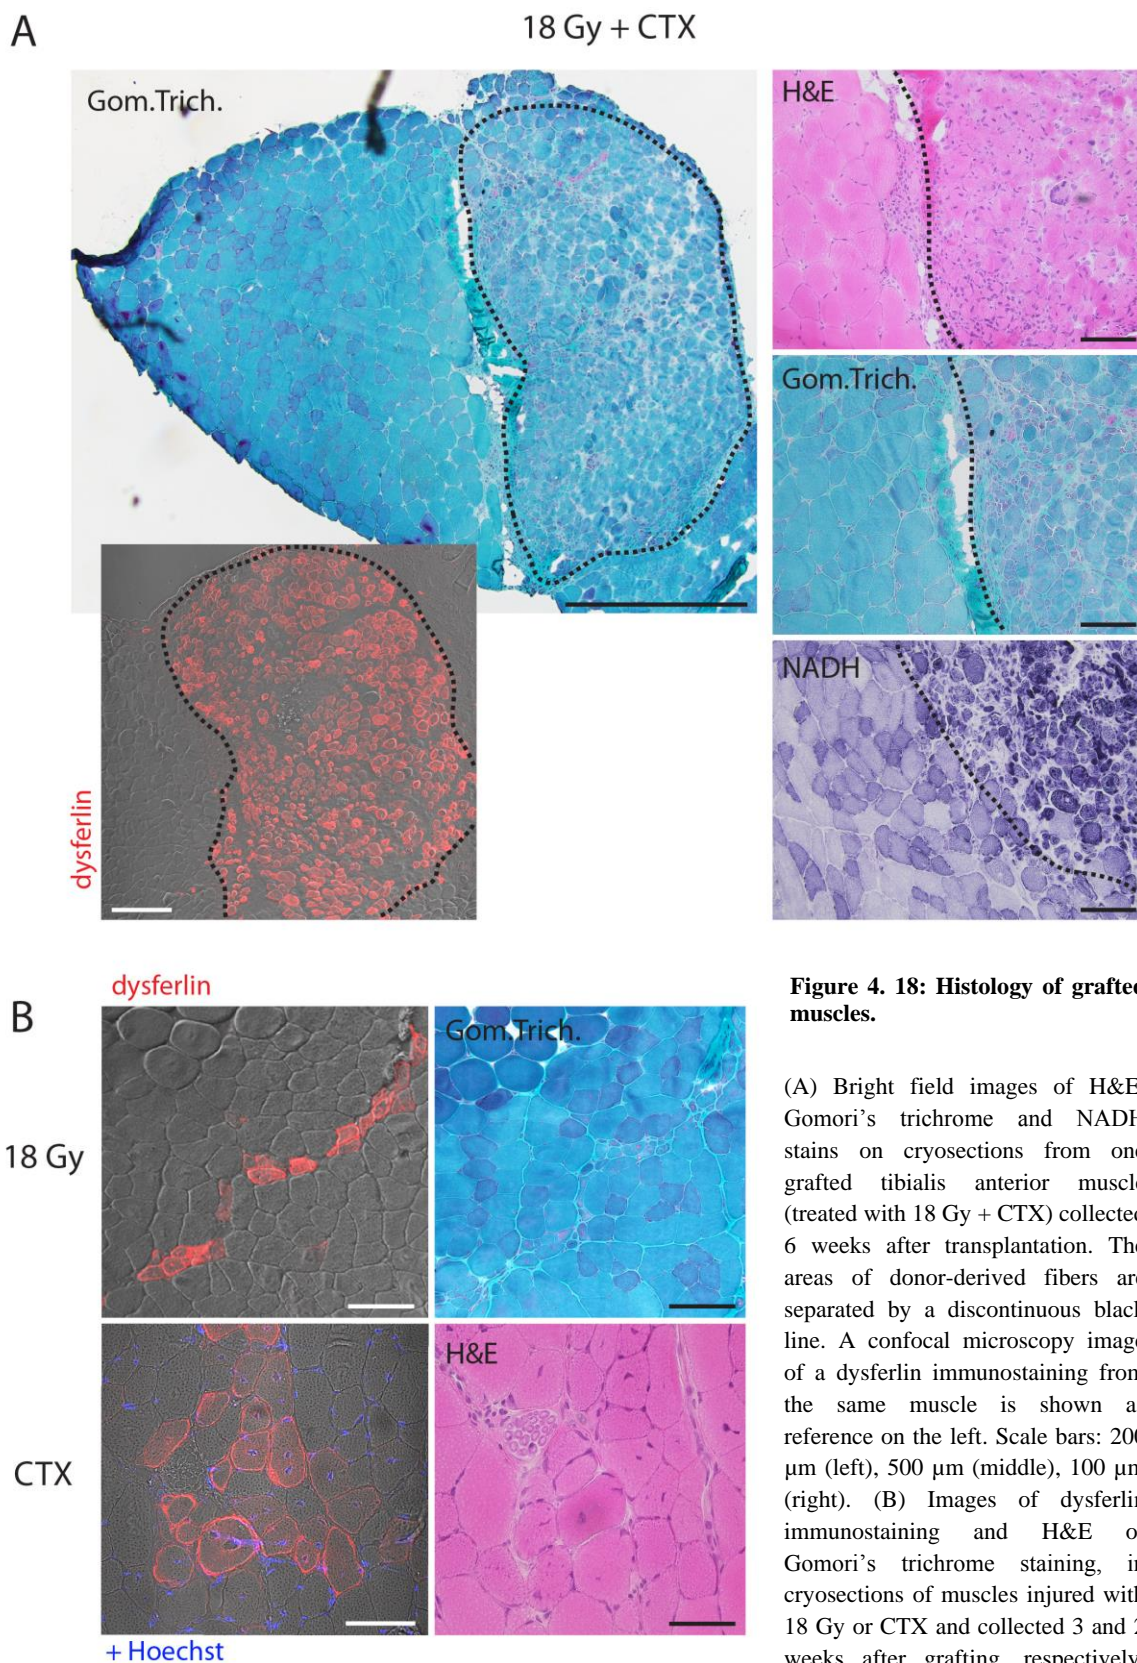 A
18 Gy + CTX
Gom.Trich.
H&E
Gom.Trich.
NADH
dysferlin
B
dysferlin
18 Gy
Gom.Trich.
CTX
H&E
+ Hoechst
Figure 4. 18: Histology of grafted
muscles.
(A) Bright field images of H&E
Gomori's trichrome and NADH
stains on cryosections from one
grafted tibialis anterior muscle
(treated with 18 Gy + CTX) collected
6 weeks after transplantation. The
areas of donor-derived fibers are
separated by a discontinuous black
line. A confocal microscopy image
of a dysferlin immunostaining from
the same muscle is shown a
reference on the left. Scale bars: 200
µm (left), 500 µm (middle), 100 µm
(right). (B) Images of dysferlin
immunostaining and H&E o
Gomori's trichrome staining, in
cryosections of muscles injured with
18 Gy or CTX and collected 3 and 2
weeks after grafting, respectively